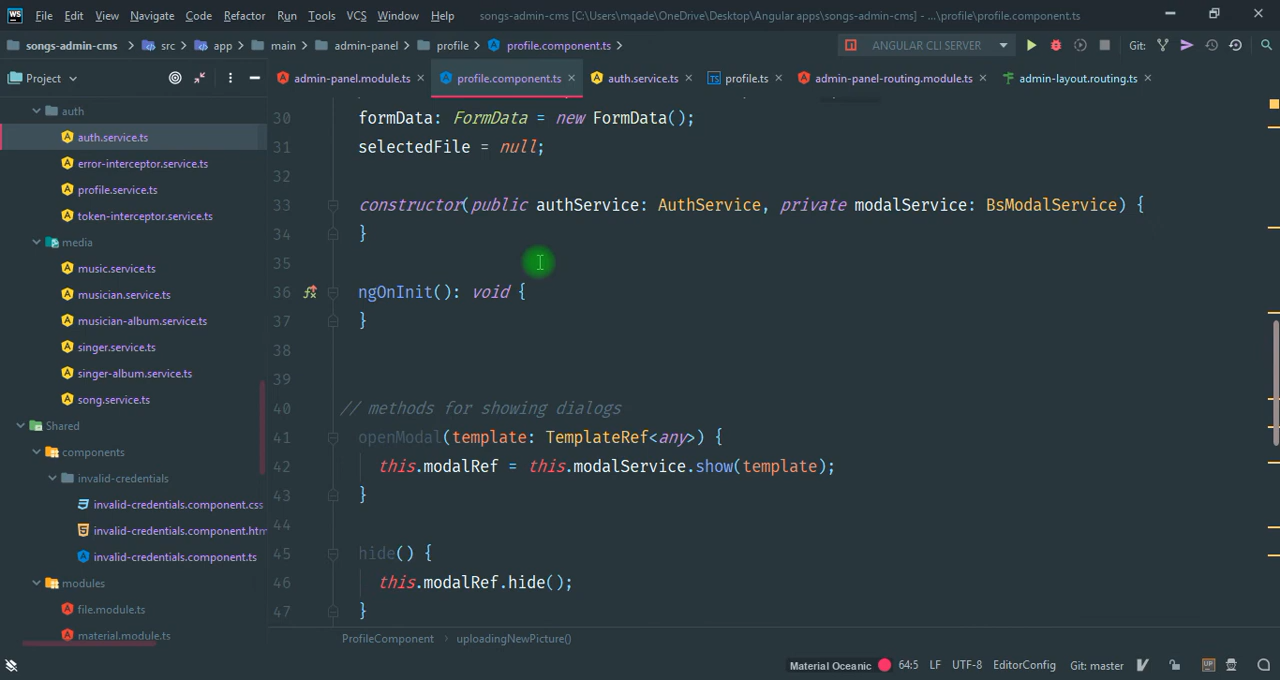 WS File Edit View Navigate Code Refactor Run Tools VCS Window Help songs-admin-cms [C:\Users\mqade\OneDrive\Desktop\Angular apps\songs-admin-cms] - ...\profile\profile.component.ts
songs-admin-cms src app main admin-panel profile profile.component.ts ANGULAR CLI SERVER Git:
Project admin-panel.module.ts profile.component.ts auth.service.ts profile.ts admin-panel-routing.module.ts admin-layout.routing.ts
auth
auth.service.ts
error-interceptor.service.ts
profile.service.ts
token-interceptor.service.ts
media
music.service.ts
musician.service.ts
musician-album.service.ts
singer.service.ts
singer-album.service.ts
song.service.ts
Shared
components
invalid-credentials
invalid-credentials.component.css
invalid-credentials.component.htm
invalid-credentials.component.ts
modules
file.module.ts
material.module.ts
30 formData: FormData = new FormData();
31 selectedFile = null;
32
33 constructor(public authService: AuthService, private modalService: BsModalService) {
34 }
35
36 ngOnInit(): void {
37 }
38
39
40 // methods for showing dialogs
41 openModal(template: TemplateRef<any>) {
42 this.modalRef = this.modalService.show(template);
43 }
44
45 hide() {
46 this.modalRef.hide();
47 }
ProfileComponent uploadingNewPicture()
Material Oceanic 64:5 LF UTF-8 EditorConfig Git: master UP